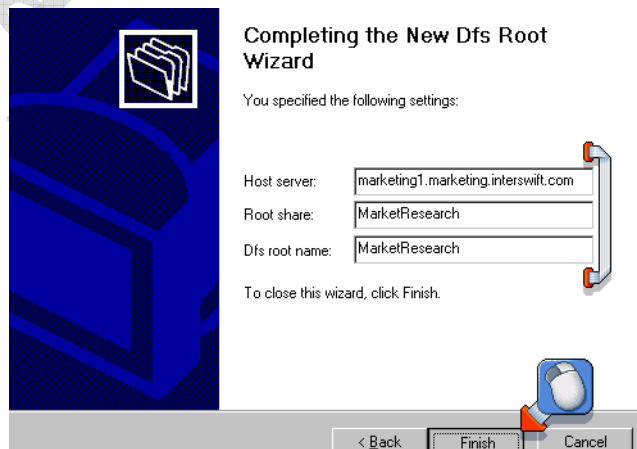 Completing the New Dfs Root
Wizard
You specified the following settings:
Host server: marketing1.marketing.interswift.com
Root share: MarketResearch
Dfs root name: MarketResearch
To close this wizard, click Finish.
< Back Finish Cancel